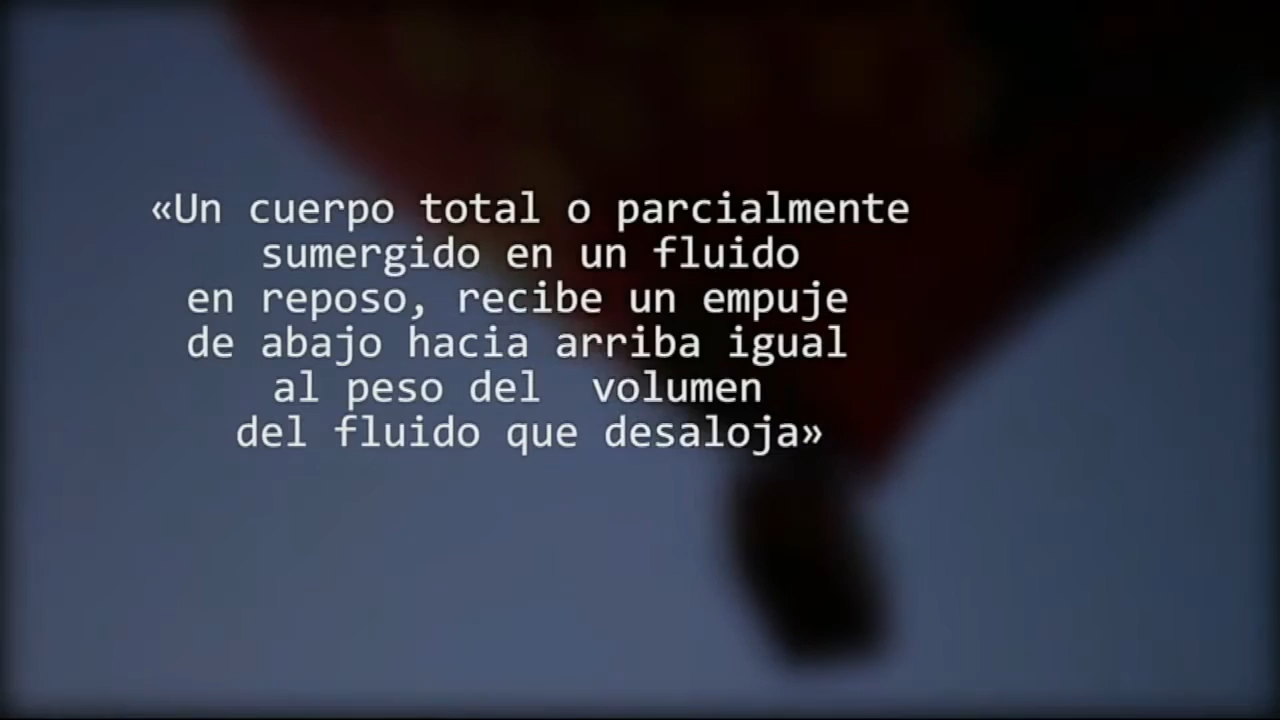 «Un cuerpo total o parcialmente
sumergido en un fluido
en reposo, recibe un empuje
de abajo hacia arriba igual
al peso del  volumen
del fluido que desaloja»